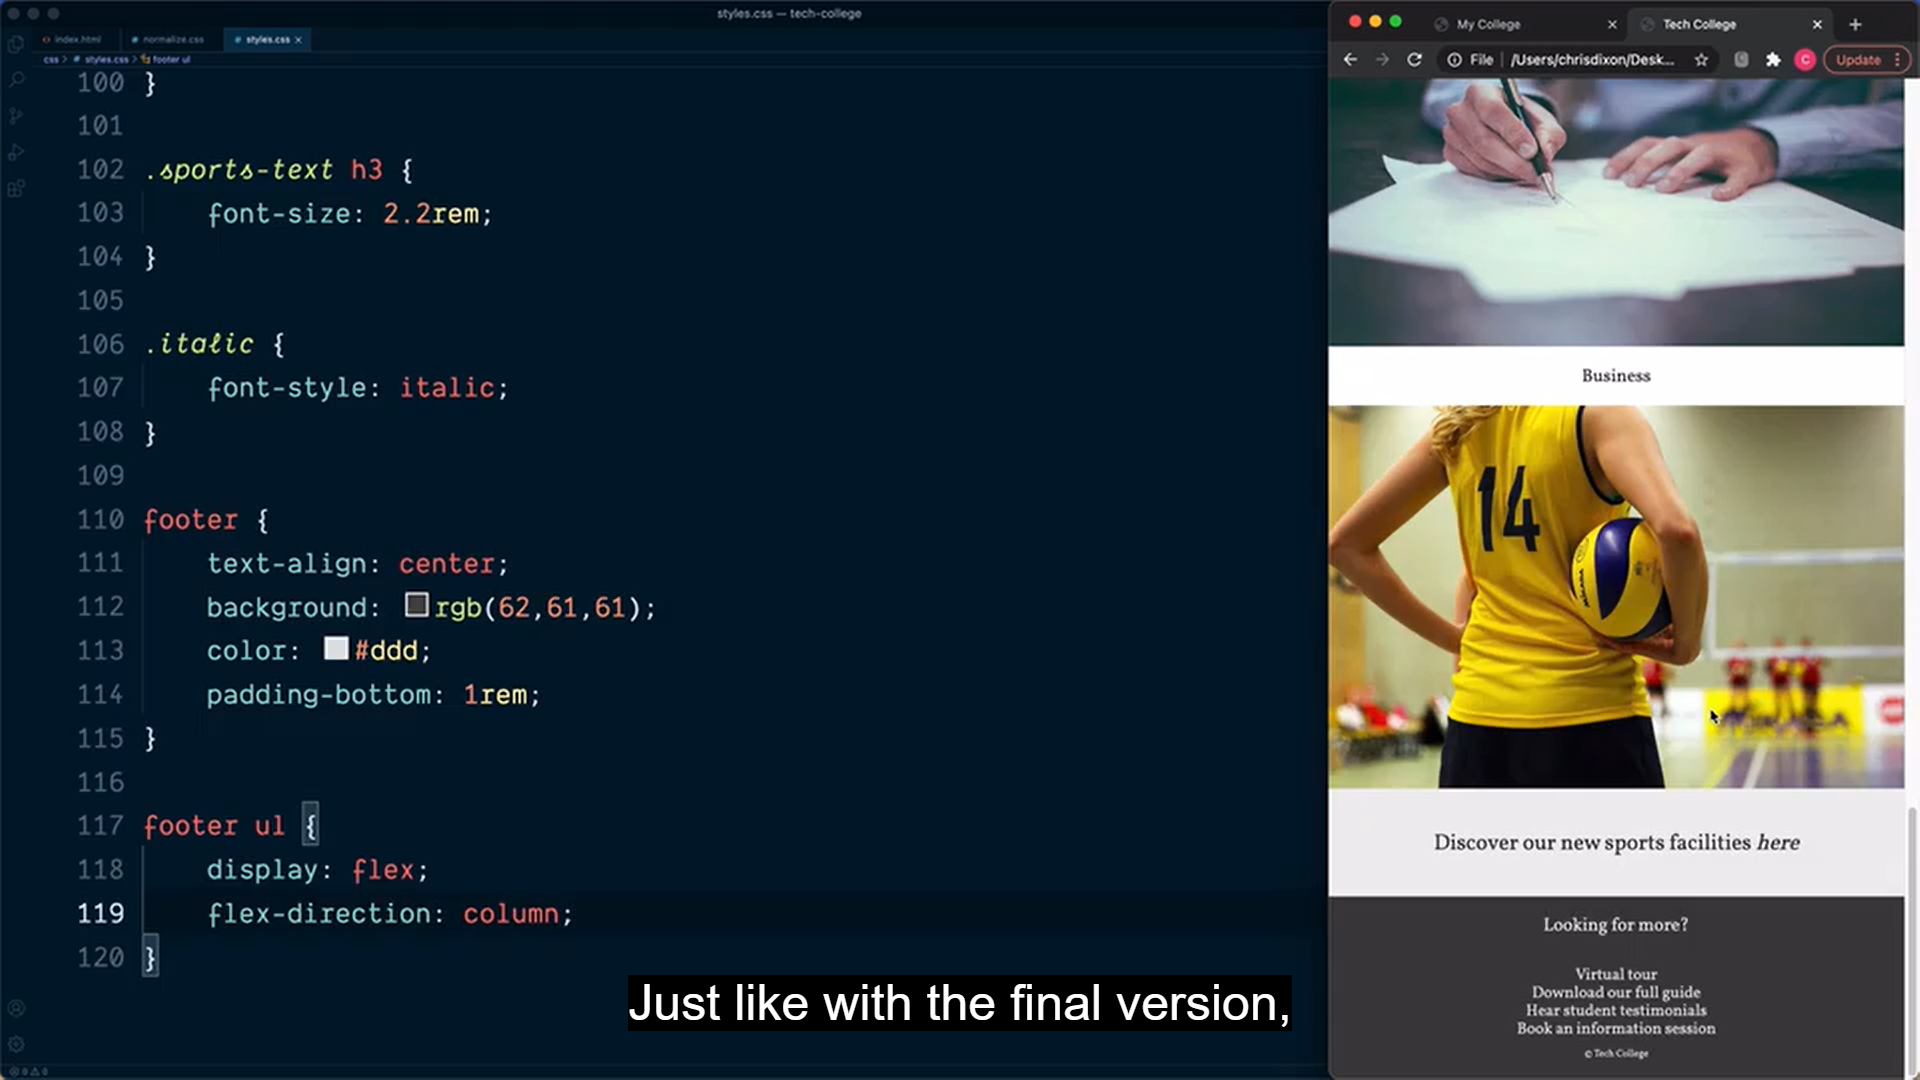 styles.css — tech-college
index.html
normalize.css
styles.css ×
css > # styles.css > footer ul
100 }
101
102 .sports-text h3 {
103 font-size: 2.2rem;
104 }
105
106 .italic {
107 font-style: italic;
108 }
109
110 footer {
111 text-align: center;
112 background: rgb(62,61,61);
113 color: #ddd;
114 padding-bottom: 1rem;
115 }
116
117 footer ul {
118 display: flex;
119 flex-direction: column;
120 }
My College
Tech College
File | /Users/chrisdixon/Desk...
C
Update
14
MIKASA
Business
Discover our new sports facilities here
Looking for more?
Virtual tour
Download our full guide
Hear student testimonials
Book an information session
© Tech College
Just like with the final version,